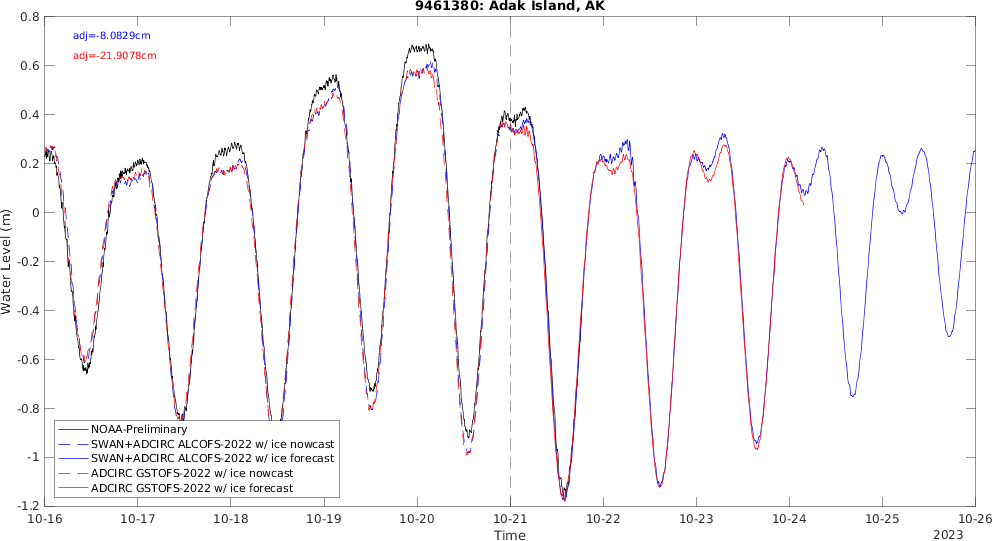 9461380: Adak Island, AK
adj=-8.0829cm
adj=-21.9078cm
0.8
0.6
0.4
0.2
0
-0.2
-0.4
-0.6
-0.8
-1
-1.2
Water Level (m)
NOAA-Preliminary
SWAN+ADCIRC ALCOFS-2022 w/ ice nowcast
SWAN+ADCIRC ALCOFS-2022 w/ ice forecast
ADCIRC GSTOFS-2022 w/ ice nowcast
ADCIRC GSTOFS-2022 w/ ice forecast
10-16 10-17 10-18 10-19 10-20 10-21 10-22 10-23 10-24 10-25 10-26
Time
2023